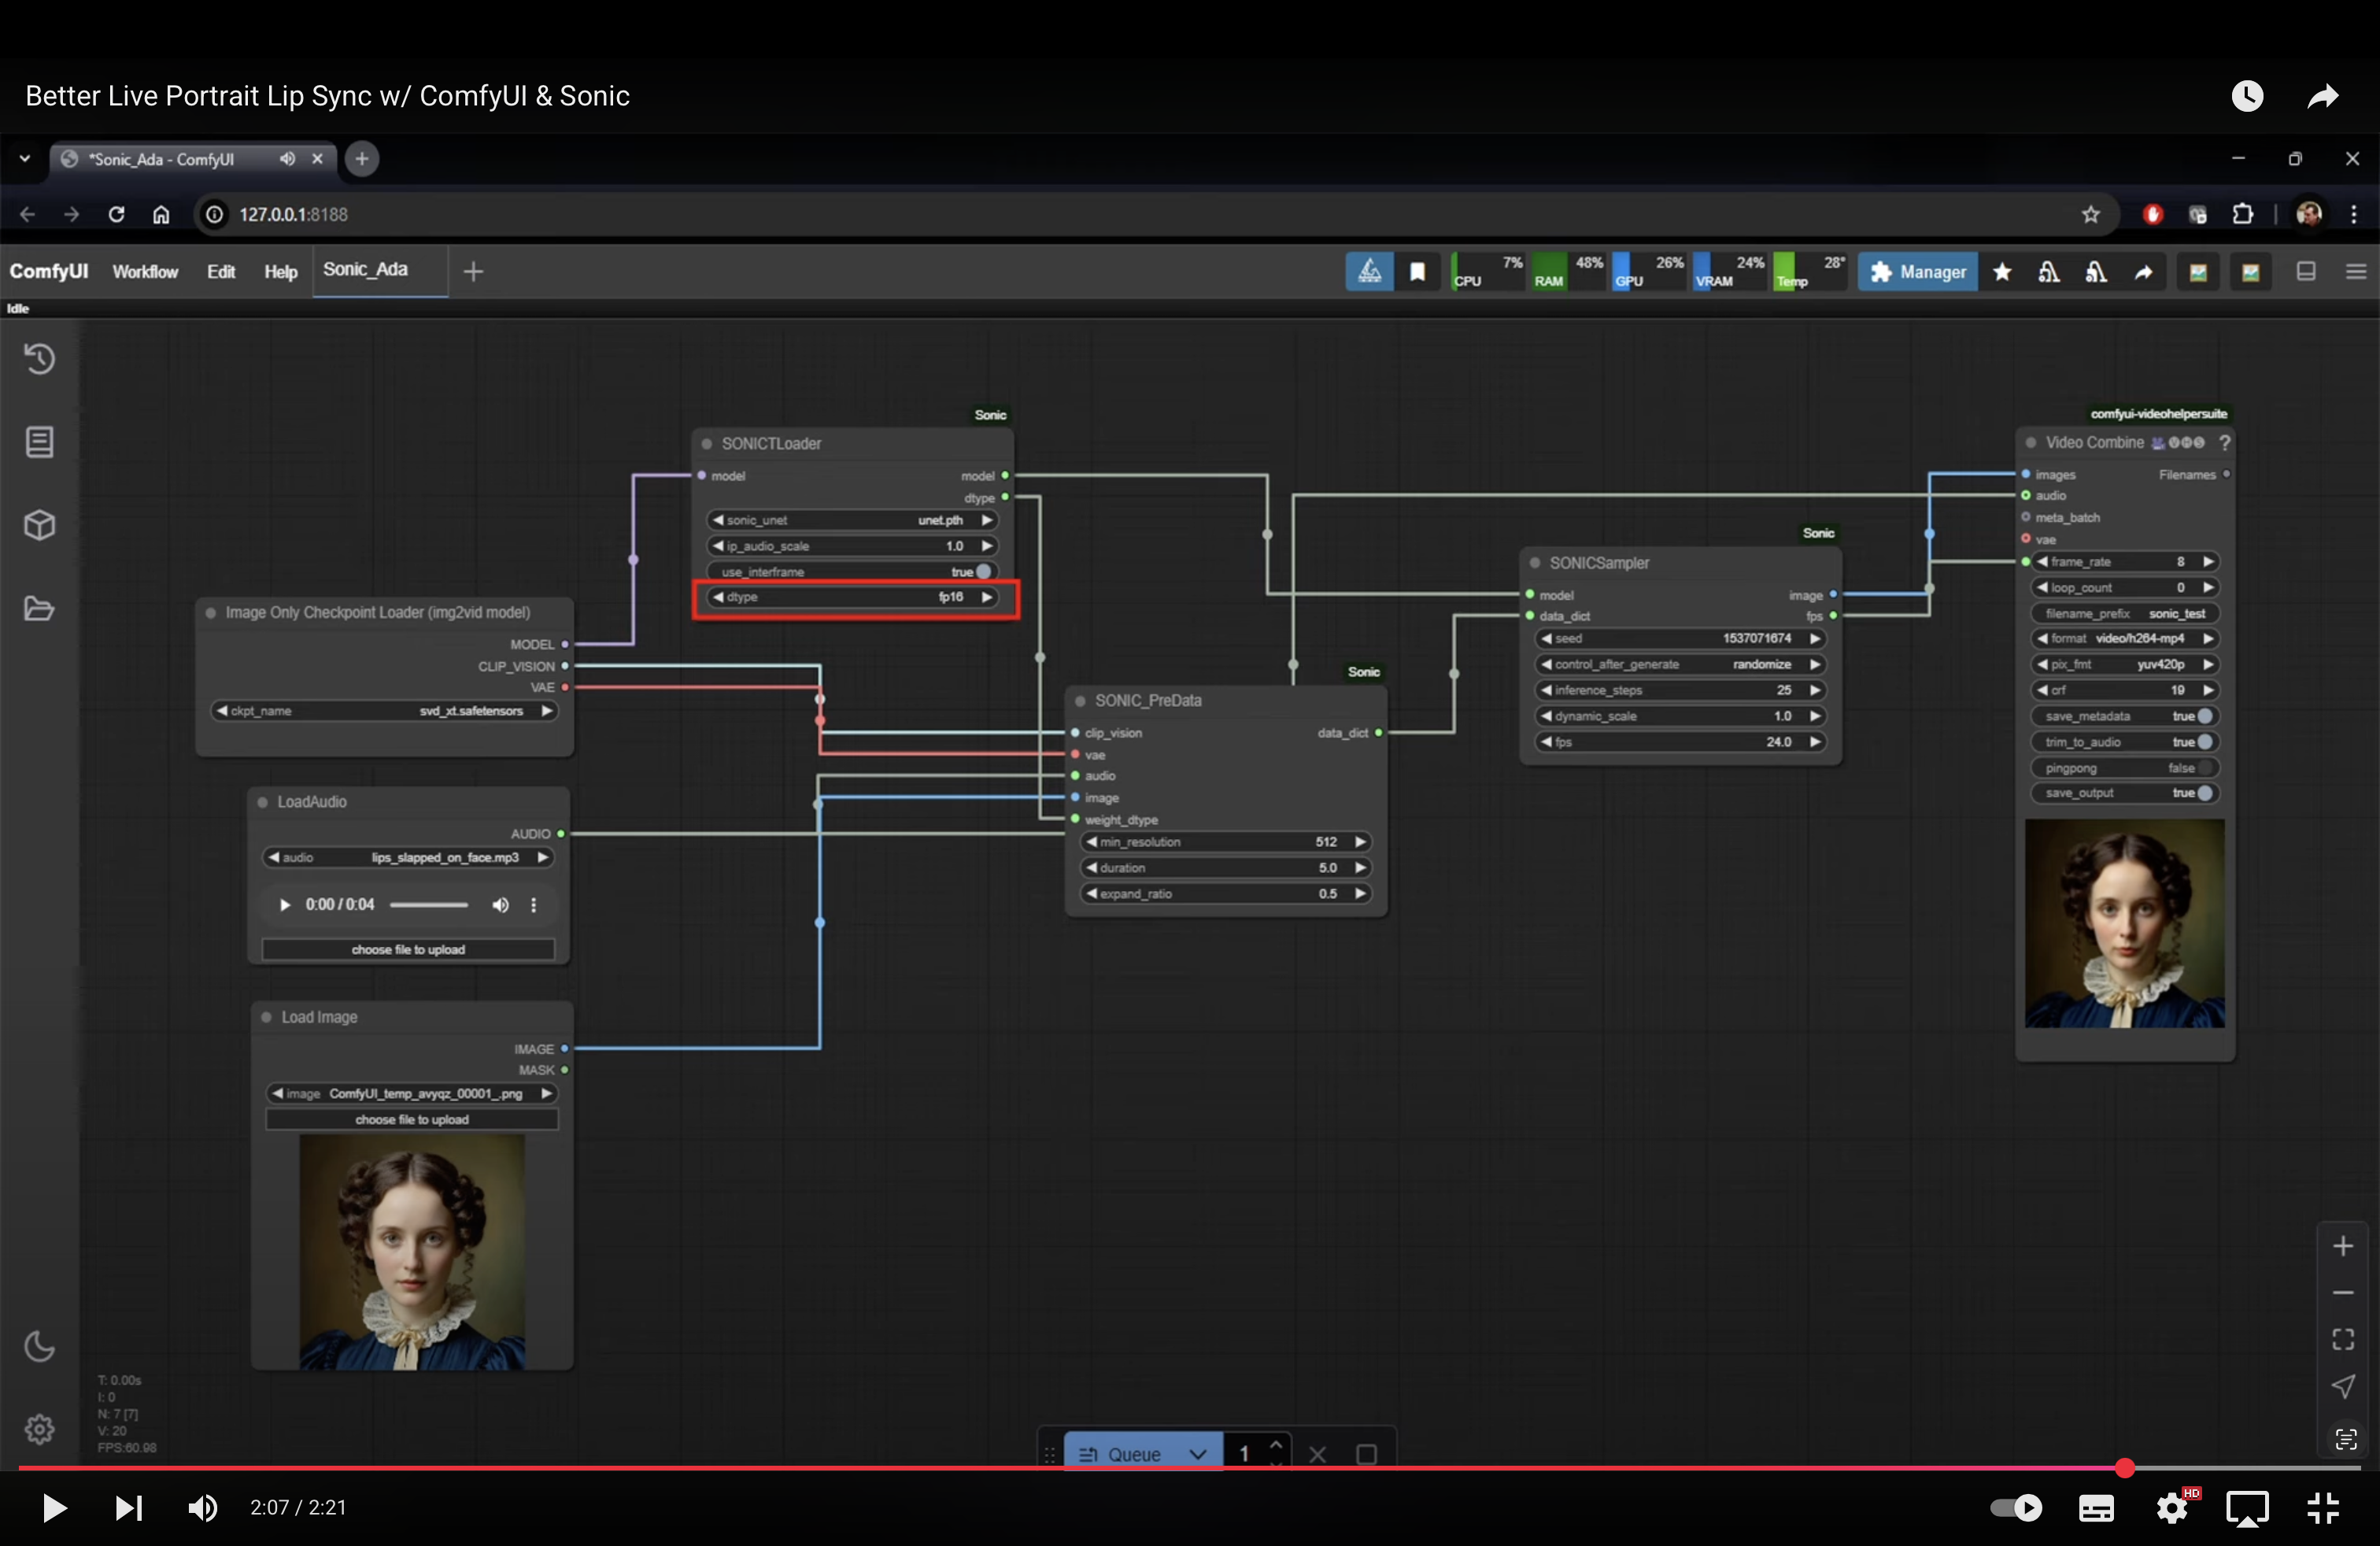 Better Live Portrait Lip Sync w/ ComfyUI & Sonic
*Sonic_Ada - ComfyUI
127.0.0.1:8188
ComfyUI Workflow Edit Help Sonic_Ada
CPU 7% RAM 48% GPU 26% VRAM 24% Temp 28° Manager
Idle
Sonic
SONICTLoader
model model
dtype
sonic_unet unet.pth
ip_audio_scale 1.0
use_interframe true
dtype fp16
Image Only Checkpoint Loader (img2vid model)
MODEL
CLIP_VISION
VAE
ckpt_name svd_xt.safetensors
LoadAudio
AUDIO
audio lips_slapped_on_face.mp3
0:00 / 0:04
choose file to upload
Load Image
IMAGE
MASK
image ComfyUI_temp_avyqz_00001_.png
choose file to upload
Sonic
SONIC_PreData
clip_vision data_dict
vae
audio
image
weight_dtype
min_resolution 512
duration 5.0
expand_ratio 0.5
Sonic
SONICSampler
model image
data_dict fps
seed 1537071674
control_after_generate randomize
inference_steps 25
dynamic_scale 1.0
fps 24.0
comfyui-videohelpersuite
Video Combine VHS ?
images Filenames
audio
meta_batch
vae
frame_rate 8
loop_count 0
filename_prefix sonic_test
format video/h264-mp4
pix_fmt yuv420p
crf 19
save_metadata true
trim_to_audio true
pingpong false
save_output true
T: 0.00s
I: 0
N: 7 [7]
V: 20
FPS:60.98
Queue 1
2:07 / 2:21
HD